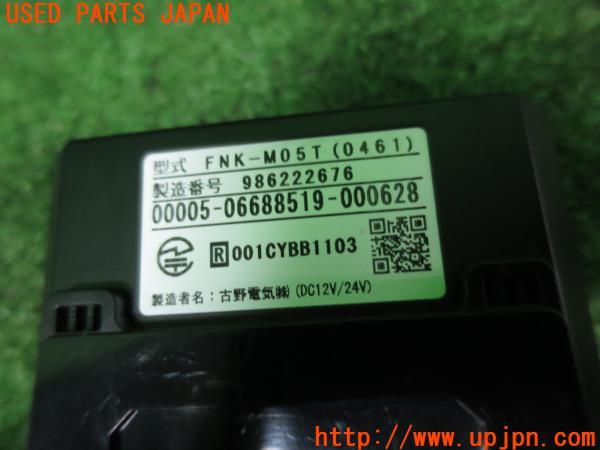 USED PARTS JAPAN
型式 FNK-M05T(0461)
製造番号 986222676
00005-06688519-000628
R 001CYBB1103
製造者名：古野電気㈱ (DC12V/24V)
http://www.upjpn.com